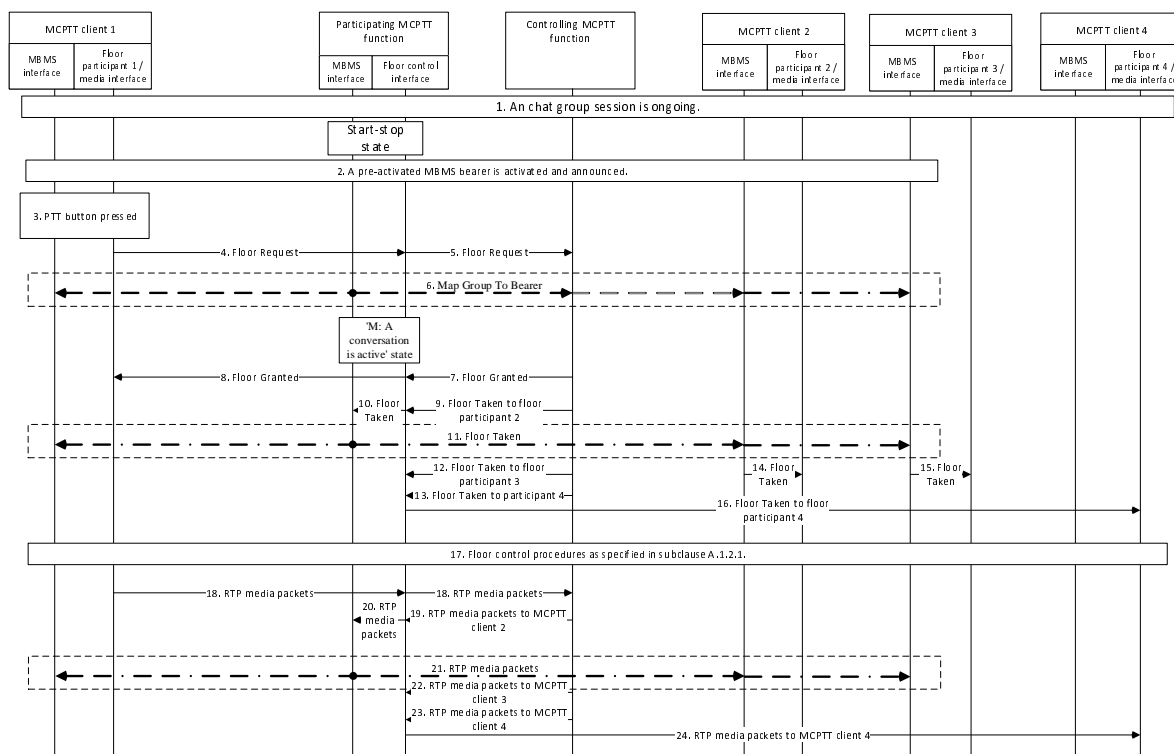 MCPTT client 1
MBMS
interface
Floor
participant 1 /
media interface
Participating MCPTT
function
MBMS
interface
Floor control
interface
Controlling MCPTT
function
MCPTT client 2
MBMS
interface
Floor
participant 2 /
media interface
MCPTT client 3
MBMS
interface
Floor
participant 3 /
media interface
MCPTT client 4
MBMS
interface
Floor
participant 4 /
media interface
1. An chat group session is ongoing.
Start-stop
state
2. A pre-activated MBMS bearer is activated and announced.
3. PTT button pressed
4. Floor Request
5. Floor Request
6. Map Group To Bearer
'M: A
conversation
is active' state
8. Floor Granted
7. Floor Granted
10. Floor
Taken
9. Floor Taken to floor
participant 2
11. Floor Taken
12. Floor Taken to floor
participant 3
14. Floor
Taken
15. Floor
Taken
13. Floor Taken to participant 4
16. Floor Taken to floor
participant 4
17. Floor control procedures as specified in subclause A.1.2.1.
18. RTP media packets
18. RTP media packets
20. RTP
media
packets
19. RTP media packets to MCPTT
client 2
21. RTP media packets
22. RTP media packets to MCPTT
client 3
23. RTP media packets to MCPTT
client 4
24. RTP media packets to MCPTT client 4